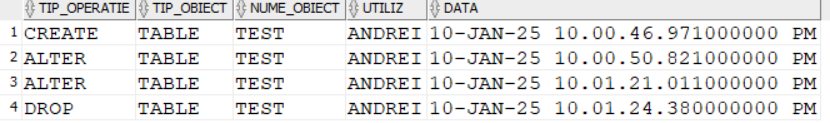 TIP_OPERATIE TIP_OBIECT NUME_OBIECT UTILIZ DATA
1 CREATE TABLE TEST ANDREI 10-JAN-25 10.00.46.971000000 PM
2 ALTER TABLE TEST ANDREI 10-JAN-25 10.00.50.821000000 PM
3 ALTER TABLE TEST ANDREI 10-JAN-25 10.01.21.011000000 PM
4 DROP TABLE TEST ANDREI 10-JAN-25 10.01.24.380000000 PM